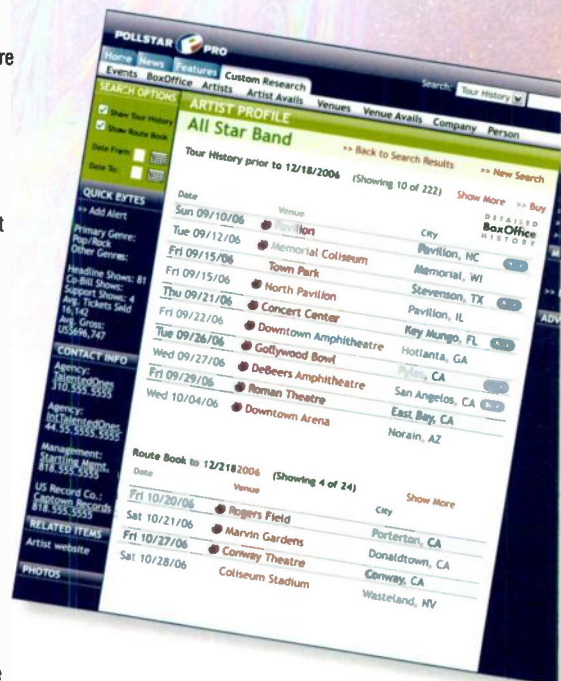 POLLSTAR PRO
Home News Features Custom Research
Search: Tour History
Events BoxOffice Artists Artist Avails Venues Venue Avails Company Person
SEARCH OPTIONS
Show Tour History
Show Route Book
Date From:
Date To:
QUICK BYTES
>> Add Alert
Primary Genre:
Pop/Rock
Other Genres:
Headline Shows: 81
Co-Bill Shows:
Support Shows: 4
Avg. Tickets Sold
16,142
Avg. Gross:
US$696,747
CONTACT INFO
Agency:
TalentedOnes
310.555.5555
Agency:
IntTalentedOnes
44.55.5555.5555
Management:
Startling Mgmt.
818.555.5555
US Record Co.:
Captown Records
818.555.5555
RELATED ITEMS
Artist website
PHOTOS
ARTIST PROFILE
All Star Band
>> Back to Search Results >> New Search
Tour History prior to 12/18/2006 (Showing 10 of 222) Show More >> Buy
DETAILED
BoxOffice
HISTORY
Date Venue City
Sun 09/10/06 Pavilion Pavilion, NC
Tue 09/12/06 Memorial Coliseum Memorial, WI
Fri 09/15/06 Town Park Stevenson, TX
Fri 09/15/06 North Pavilion Pavilion, IL
Thu 09/21/06 Concert Center Key Mungo, FL
Fri 09/22/06 Downtown Amphitheatre Hotlanta, GA
Tue 09/26/06 Gollywood Bowl CA
Wed 09/27/06 DeBeers Amphitheatre San Angelos, CA
Fri 09/29/06 Roman Theatre East Bay, CA
Wed 10/04/06 Downtown Arena Norain, AZ
Route Book to 12/2182006 (Showing 4 of 24) Show More
Date Venue City
Fri 10/20/06 Rogers Field Porterton, CA
Sat 10/21/06 Marvin Gardens Donaldtown, CA
Fri 10/27/06 Conway Theatre Conway, CA
Sat 10/28/06 Coliseum Stadium Wasteland, NV
ADV